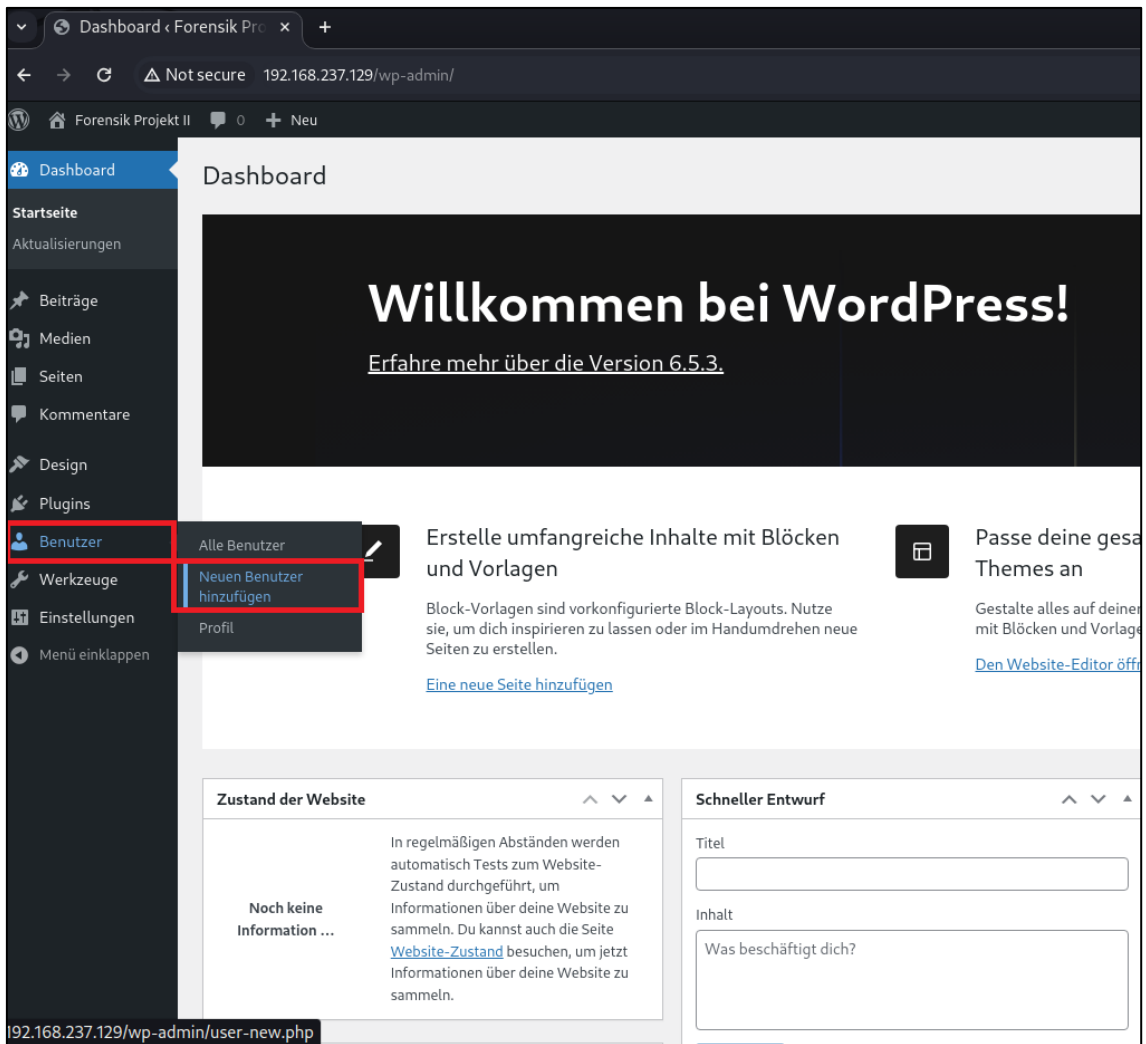 Dashboard ‹ Forensik Pro
Not secure 192.168.237.129/wp-admin/
Forensik Projekt II 0 + Neu
Dashboard
Startseite
Aktualisierungen
Beiträge
Medien
Seiten
Kommentare
Design
Plugins
Benutzer
Werkzeuge
Einstellungen
Menü einklappen
Alle Benutzer
Neuen Benutzer
hinzufügen
Profil
Dashboard
Willkommen bei WordPress!
Erfahre mehr über die Version 6.5.3.
Erstelle umfangreiche Inhalte mit Blöcken
und Vorlagen
Block-Vorlagen sind vorkonfigurierte Block-Layouts. Nutze
sie, um dich inspirieren zu lassen oder im Handumdrehen neue
Seiten zu erstellen.
Eine neue Seite hinzufügen
Passe deine gesa
Themes an
Gestalte alles auf deiner
mit Blöcken und Vorlage
Den Website-Editor öffn
Zustand der Website
Noch keine
Information ...
In regelmäßigen Abständen werden
automatisch Tests zum Website-
Zustand durchgeführt, um
Informationen über deine Website zu
sammeln. Du kannst auch die Seite
Website-Zustand besuchen, um jetzt
Informationen über deine Website zu
sammeln.
Schneller Entwurf
Titel
Inhalt
Was beschäftigt dich?
192.168.237.129/wp-admin/user-new.php